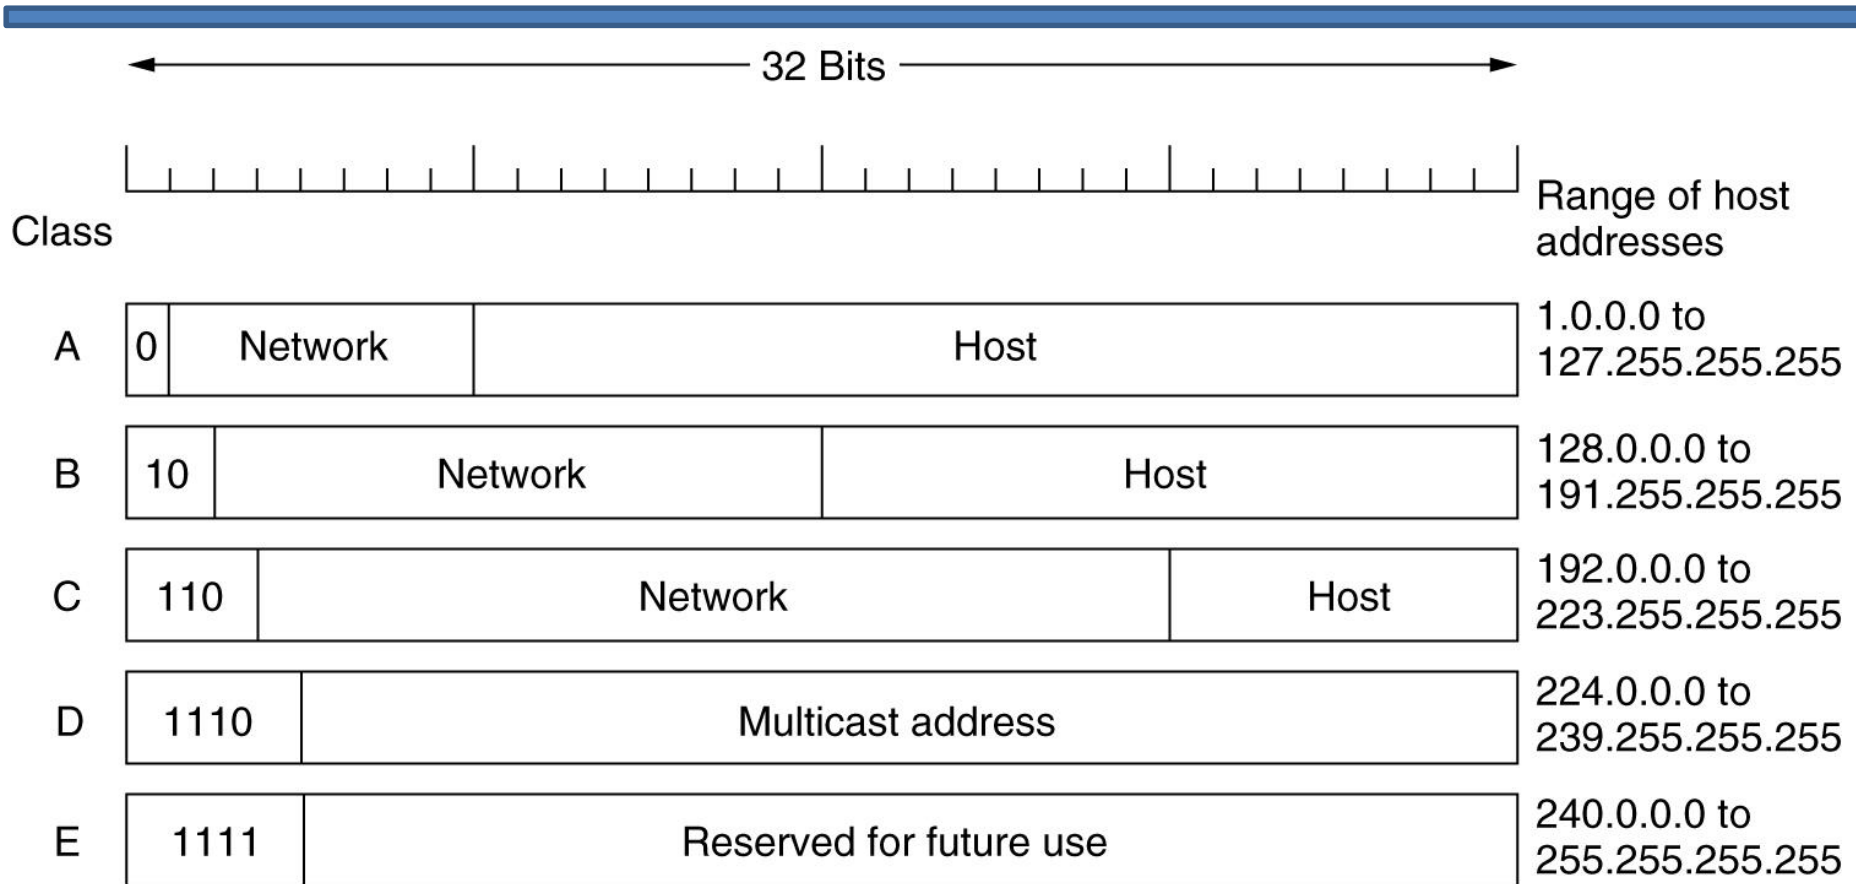 32 Bits
Range of host
addresses
Class
A
0
Network
Host
1.0.0.0 to
127.255.255.255
B
10
Network
Host
128.0.0.0 to
191.255.255.255
C
110
Network
Host
192.0.0.0 to
223.255.255.255
D
1110
Multicast address
224.0.0.0 to
239.255.255.255
E
1111
Reserved for future use
240.0.0.0 to
255.255.255.255